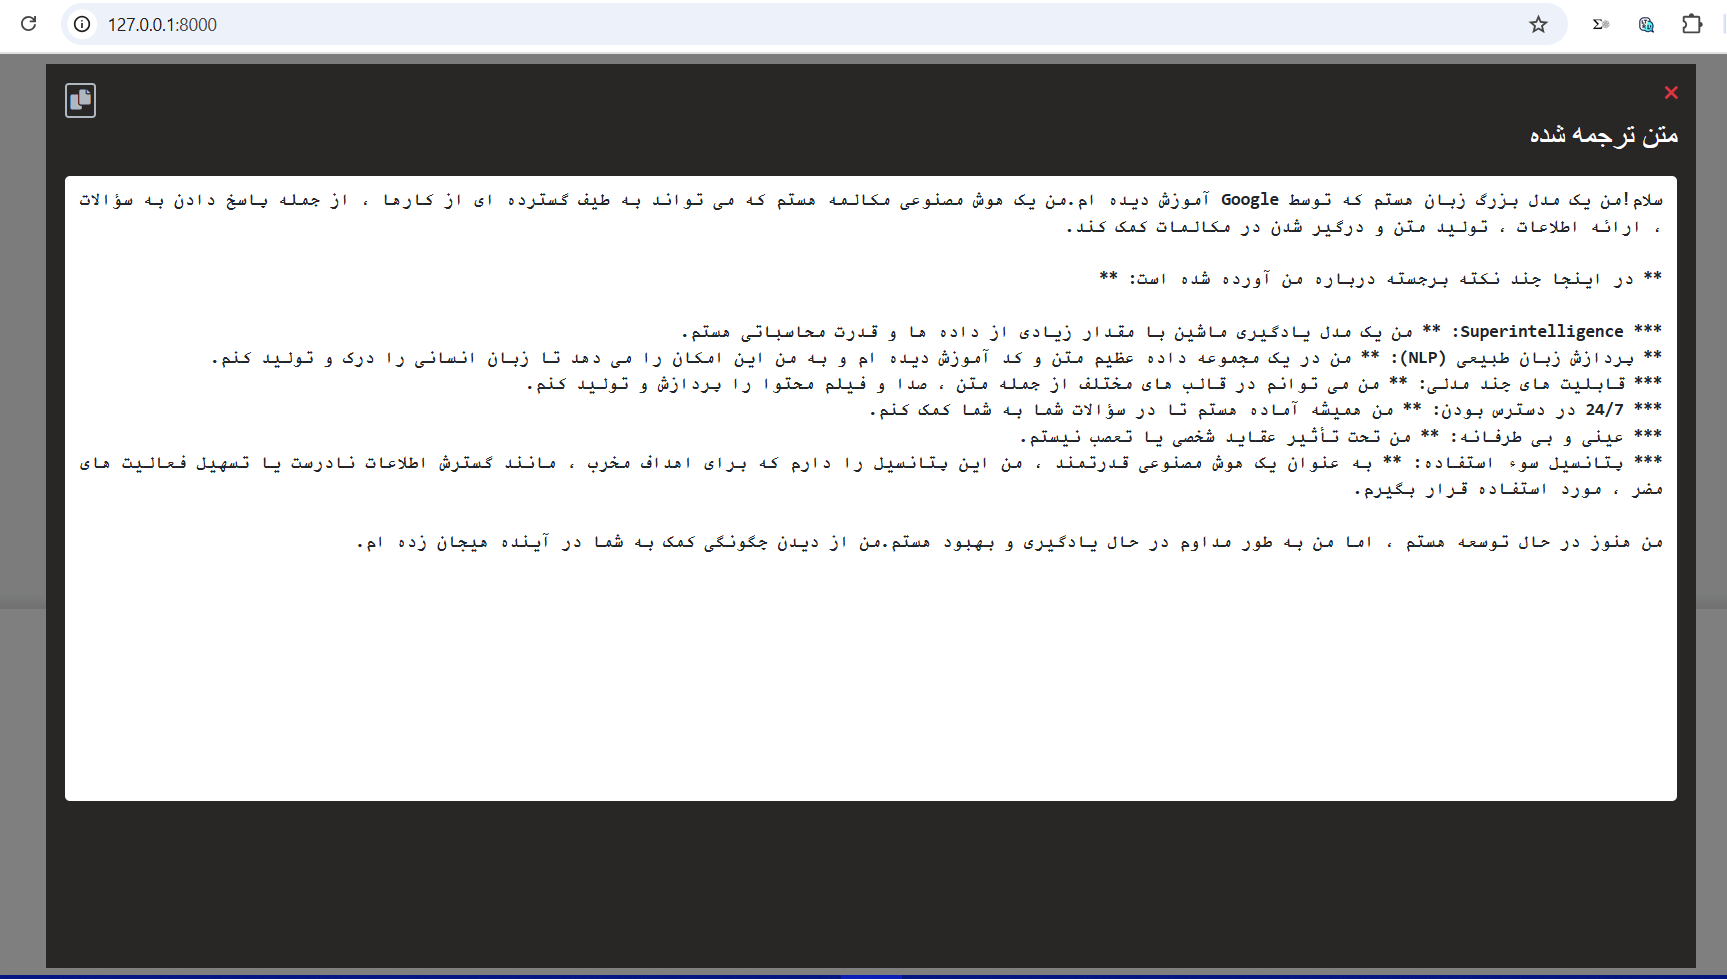 127.0.0.1:8000
متن ترجمه شده
سلام!من یک مدل بزرگ زبان هستم که توسط Google آموزش دیده ام.من یک هوش مصنوعی مکالمه هستم که می تواند به طیف گسترده ای از کارها ، از جمله پاسخ دادن به سؤالات
، ارائه اطلاعات ، تولید متن و درگیر شدن در مکالمات کمک کند.
** در اینجا چند نکته برجسته درباره من آورده شده است: **
*** Superintelligence: ** من یک مدل یادگیری ماشین با مقدار زیادی از داده ها و قدرت محاسباتی هستم.
** پردازش زبان طبیعی (NLP): ** من در یک مجموعه داده عظیم متن و کد آموزش دیده ام و به من این امکان را می دهد تا زبان انسانی را درک و تولید کنم.
*** قابلیت های چند مدلی: ** من می توانم در قالب های مختلف از جمله متن ، صدا و فیلم محتوا را پردازش و تولید کنم.
*** 24/7 در دسترس بودن: ** من همیشه آماده هستم تا در سؤالات شما به شما کمک کنم.
*** عینی و بی طرفانه: ** من تحت تأثیر عقاید شخصی یا تعصب نیستم.
*** پتانسیل سوء استفاده: ** به عنوان یک هوش مصنوعی قدرتمند ، من این پتانسیل را دارم که برای اهداف مخرب ، مانند گسترش اطلاعات نادرست یا تسهیل فعالیت های
مضر ، مورد استفاده قرار بگیرم.
من هنوز در حال توسعه هستم ، اما من به طور مداوم در حال یادگیری و بهبود هستم.من از دیدن چگونگی کمک به شما در آینده هیجان زده ام.